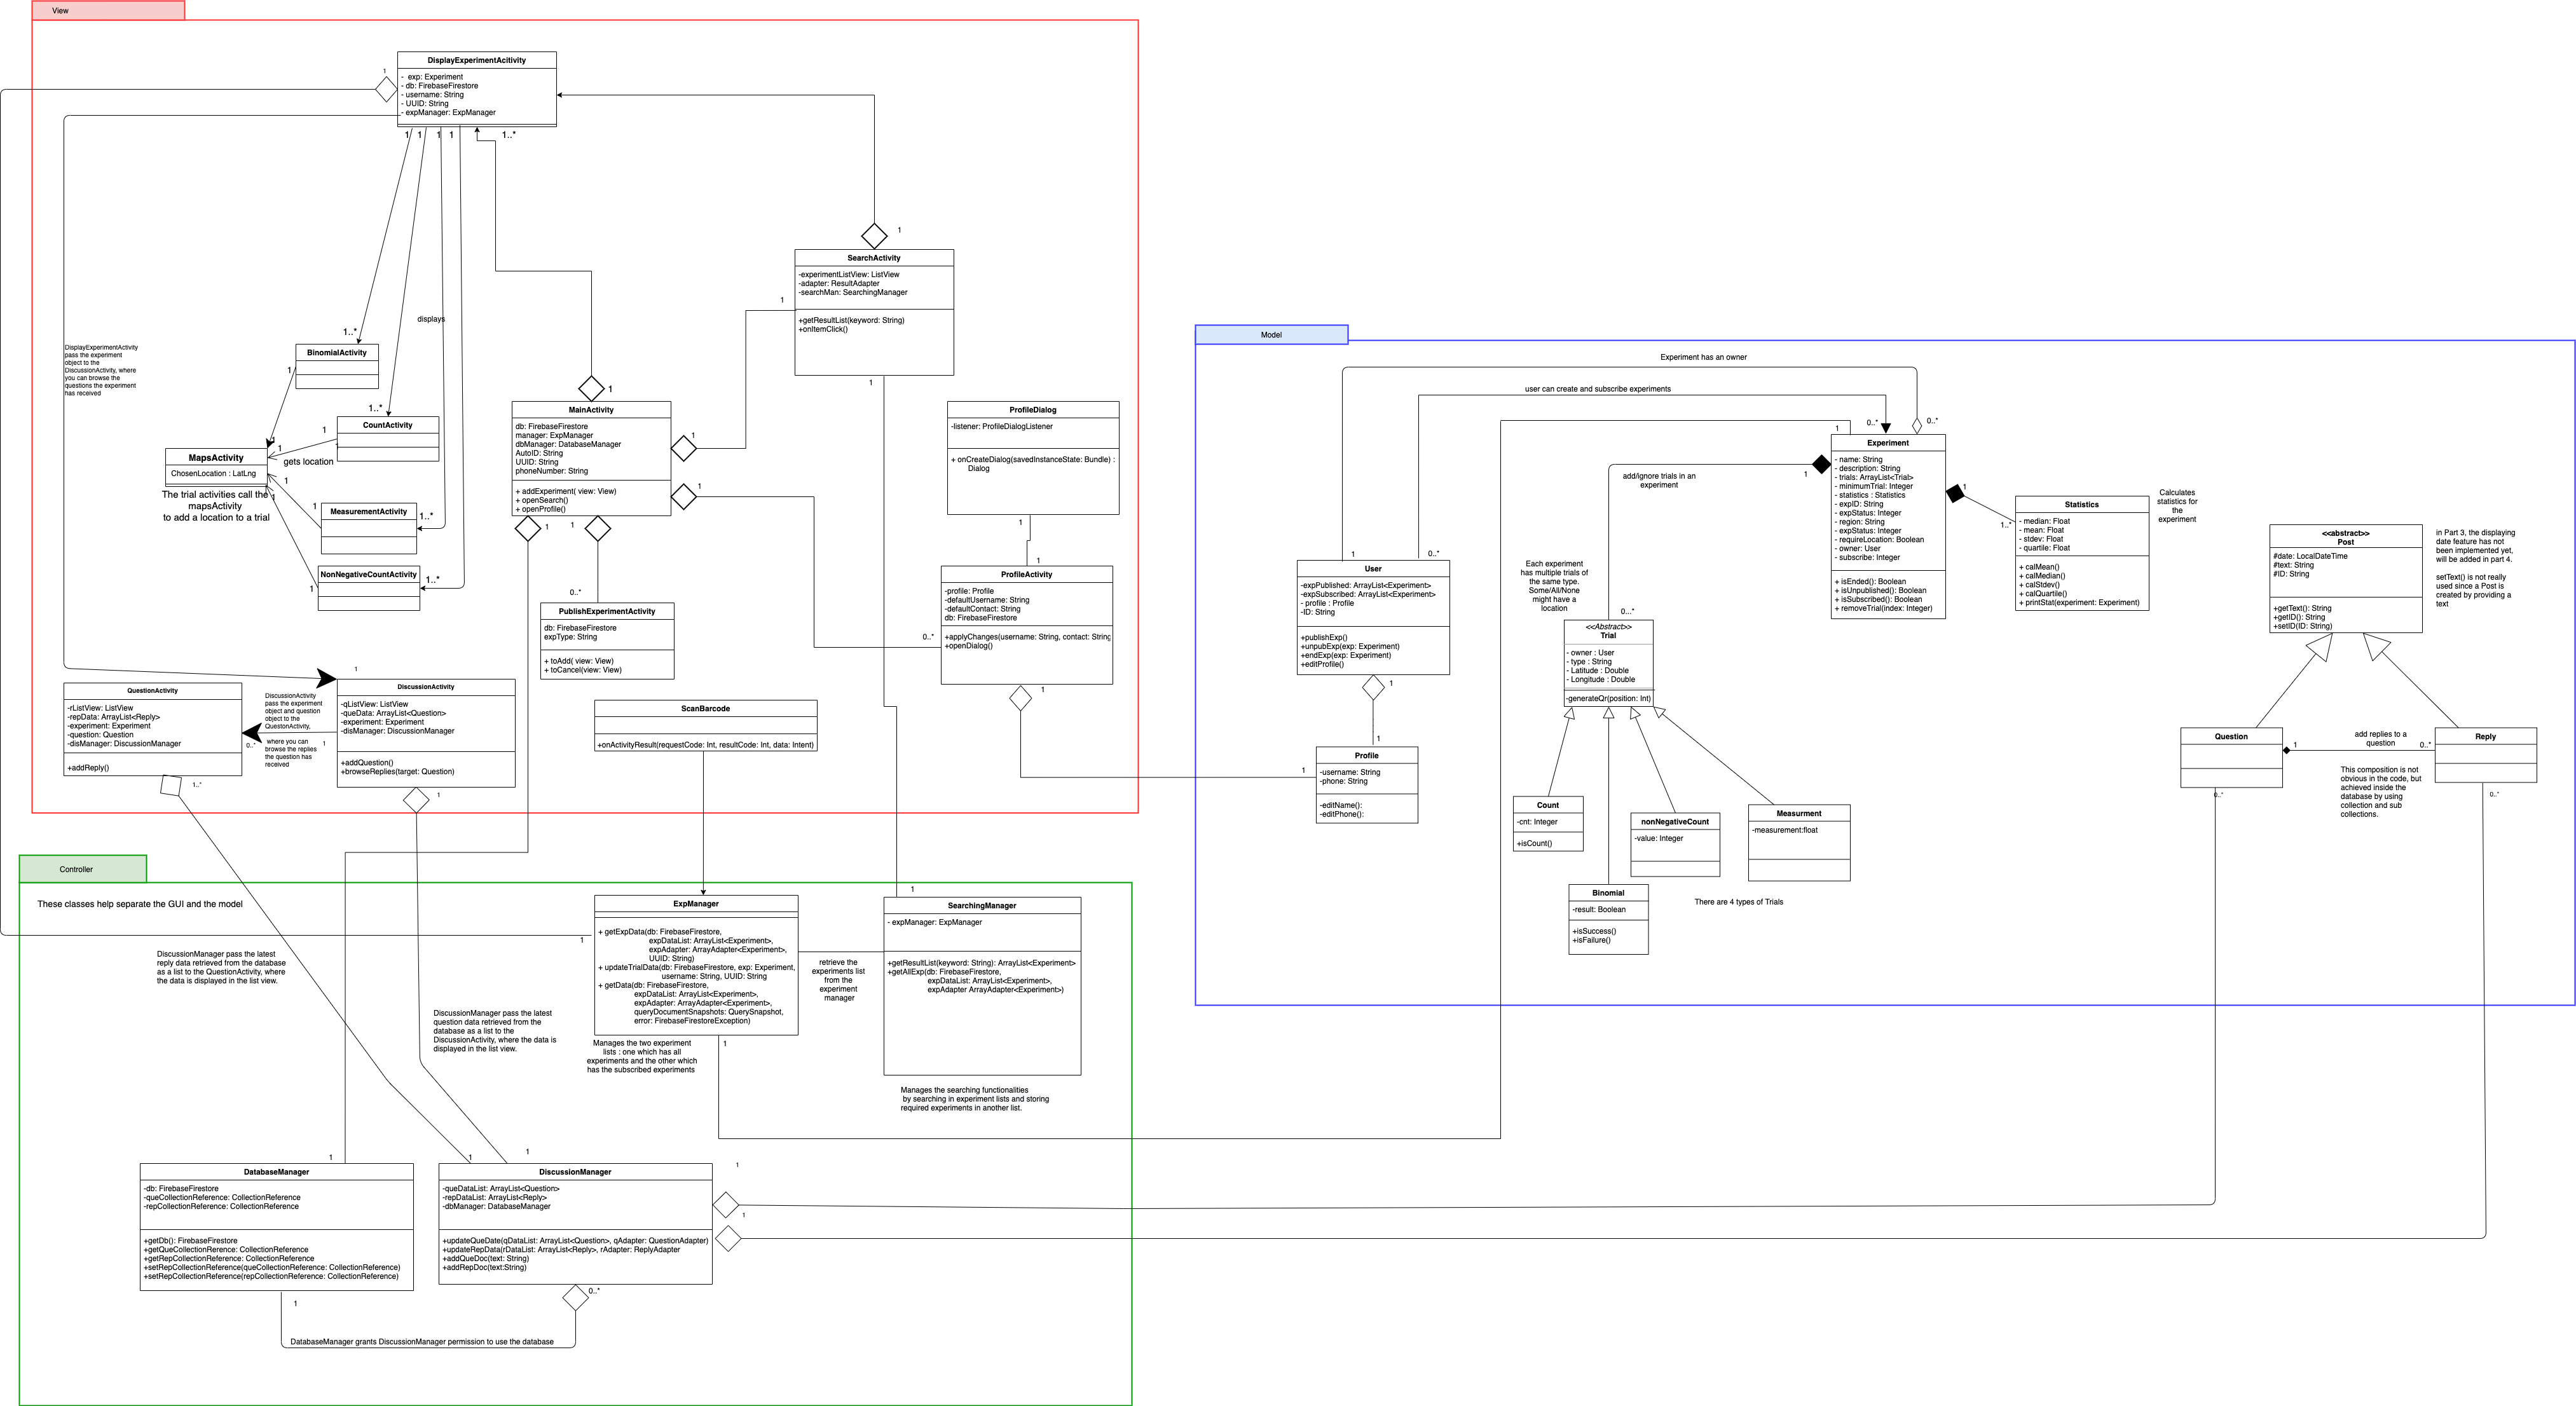 View
DisplayExperimentAcitivity
- exp: Experiment
- db: FirebaseFirestore
- username: String
- UUID: String
- expManager: ExpManager
1
1
1
1
1
1..*
SearchActivity
-experimentListView: ListView
-adapter: ResultAdapter
-searchMan: SearchingManager
+getResultList(keyword: String)
+onItemClick()
1
1
1
displays
DisplayExperimentActivity
pass the experiment
object to the
DiscussionActivity, where
you can browse the
questions the experiment
has received
1..*
BinomialActivity
1
1..*
CountActivity
1
1
MapsActivity
ChosenLocation : LatLng
1
1
1
1
gets location
The trial activities call the
mapsActivity
to add a location to a trial
MeasurementActivity
1
1..*
NonNegativeCountActivity
1
1..*
MainActivity
db: FirebaseFirestore
manager: ExpManager
dbManager: DatabaseManager
AutoID: String
UUID: String
phoneNumber: String
+ addExperiment( view: View)
+ openSearch()
+ openProfile()
1
1
1
1
1
ProfileDialog
-listener: ProfileDialogListener
+ onCreateDialog(savedInstanceState: Bundle) :
Dialog
1
1
ProfileActivity
-profile: Profile
-defaultUsername: String
-defaultContact: String
db: FirebaseFirestore
+applyChanges(username: String, contact: String
+openDialog()
0..*
1
0..*
PublishExperimentActivity
db: FirebaseFirestore
expType: String
+ toAdd( view: View)
+ toCancel(view: View)
QuestionActivity
-rListView: ListView
-repData: ArrayList<Reply>
-experiment: Experiment
-question: Question
-disManager: DiscussionManager
+addReply()
1..*
DiscussionActivity
pass the experiment
object and question
object to the
QuestonActivity,
where you can
browse the replies
the question has
received
0..*
1
1
DiscussionActivity
-qListView: ListView
-queData: ArrayList<Question>
-experiment: Experiment
-disManager: DiscussionManager
+addQuestion()
+browseReplies(target: Question)
1
ScanBarcode
+onActivityResult(requestCode: Int, resultCode: Int, data: Intent)
Controller
These classes help separate the GUI and the model
ExpManager
+ getExpData(db: FirebaseFirestore,
expDataList: ArrayList<Experiment>,
expAdapter: ArrayAdapter<Experiment>,
UUID: String)
+ updateTrialData(db: FirebaseFirestore, exp: Experiment,
username: String, UUID: String
+ getData(db: FirebaseFirestore,
expDataList: ArrayList<Experiment>,
expAdapter: ArrayAdapter<Experiment>,
queryDocumentSnapshots: QuerySnapshot,
error: FirebaseFirestoreException)
1
1
Manages the two experiment
lists : one which has all
experiments and the other which
has the subscribed experiments
retrieve the
experiments list
from the
experiment
manager
SearchingManager
- expManager: ExpManager
+getResultList(keyword: String): ArrayList<Experiment>
+getAllExp(db: FirebaseFirestore,
expDataList: ArrayList<Experiment>,
expAdapter ArrayAdapter<Experiment>)
1
Manages the searching functionalities
by searching in experiment lists and storing
required experiments in another list.
DiscussionManager pass the latest
reply data retrieved from the database
as a list to the QuestionActivity, where
the data is displayed in the list view.
DiscussionManager pass the latest
question data retrieved from the
database as a list to the
DiscussionActivity, where the data is
displayed in the list view.
1
DatabaseManager
-db: FirebaseFirestore
-queCollectionReference: CollectionReference
-repCollectionReference: CollectionReference
+getDb(): FirebaseFirestore
+getQueCollectionRerence: CollectionReference
+getRepCollectionReference: CollectionReference
+setRepCollectionReference(queCollectionReference: CollectionReference)
+setRepCollectionReference(repCollectionReference: CollectionReference)
1
1
1
DiscussionManager
-queDataList: ArrayList<Question>
-repDataList: ArrayList<Reply>
-dbManager: DatabaseManager
+updateQueDate(qDataList: ArrayList<Question>, qAdapter: QuestionAdapter)
+updateRepData(rDataList: ArrayList<Reply>, rAdapter: ReplyAdapter
+addQueDoc(text: String)
+addRepDoc(text:String)
1
1
0..*
DatabaseManager grants DiscussionManager permission to use the database
Model
Experiment has an owner
user can create and subscribe experiments
1
0..*
0..*
Experiment
- name: String
- description: String
- trials: ArrayList<Trial>
- minimumTrial: Integer
- statistics : Statistics
- expID: String
- expStatus: Integer
- region: String
- expStatus: Integer
- requireLocation: Boolean
- owner: User
- subscribe: Integer
+ isEnded(): Boolean
+ isUnpublished(): Boolean
+ isSubscribed(): Boolean
+ removeTrial(index: Integer)
1
1
1..*
add/ignore trials in an
experiment
Statistics
- median: Float
- mean: Float
- stdev: Float
- quartile: Float
+ calMean()
+ calMedian()
+ calStdev()
+ calQuartile()
+ printStat(experiment: Experiment)
Calculates
statistics for
the
experiment
1
0..*
User
-expPublished: ArrayList<Experiment>
-expSubscribed: ArrayList<Experiment>
- profile : Profile
-ID: String
+publishExp()
+unpubExp(exp: Experiment)
+endExp(exp: Experiment)
+editProfile()
1
1
1
Profile
-username: String
-phone: String
-editName():
-editPhone():
Each experiment
has multiple trials of
the same type.
Some/All/None
might have a
location
0...*
<<Abstract>>
Trial
- owner : User
- type : String
- Latitude : Double
- Longitude : Double
-generateQr(position: Int)
Count
-cnt: Integer
+isCount()
Binomial
-result: Boolean
+isSuccess()
+isFailure()
nonNegativeCount
-value: Integer
Measurment
-measurement:float
There are 4 types of Trials
<<abstract>>
Post
#date: LocalDateTime
#text: String
#ID: String
+getText(): String
+getID(): String
+setID(ID: String)
in Part 3, the displaying
date feature has not
been implemented yet,
will be added in part 4.
setText() is not really
used since a Post is
created by providing a
text
Question
1
0..*
add replies to a
question
0..*
Reply
0..*
This composition is not
obvious in the code, but
achieved inside the
database by using
collection and sub
collections.